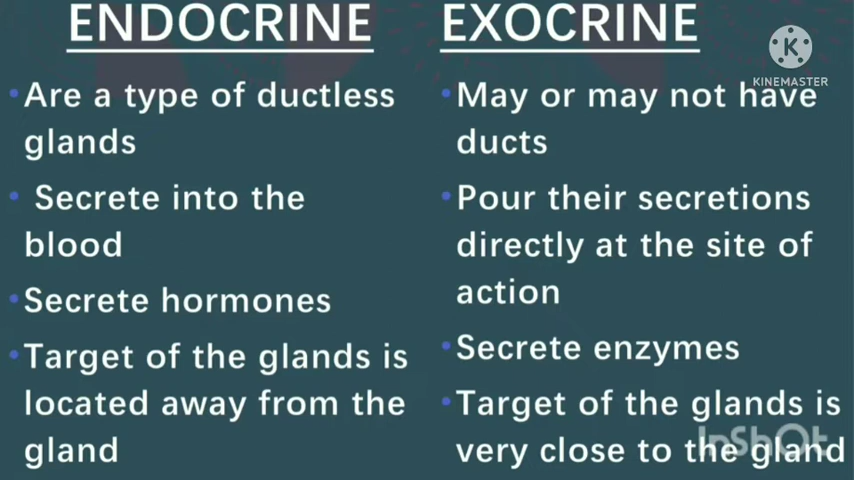 ENDOCRINE
• Are a type of ductless
glands
• Secrete into the
blood
• Secrete hormones
• Target of the glands is
located away from the
gland
EXOCRINE
• May or may not have
ducts
• Pour their secretions
directly at the site of
action
• Secrete enzymes
• Target of the glands is
very close to the gland
K
KINEMASTER
InShOt